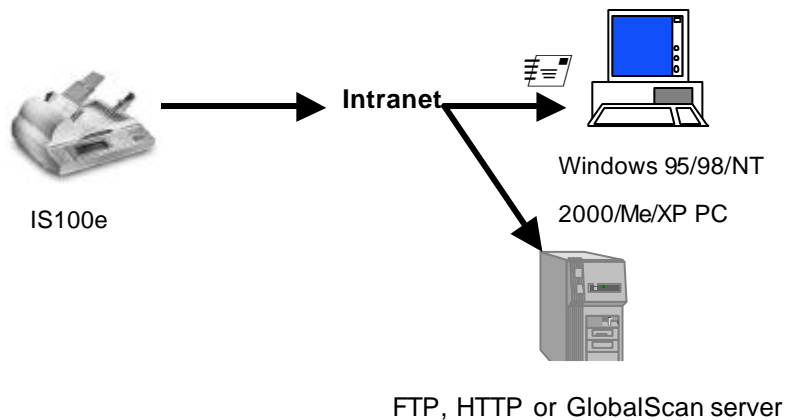 Intranet
Windows 95/98/NT
2000/Me/XP PC
IS100e
FTP, HTTP or GlobalScan server